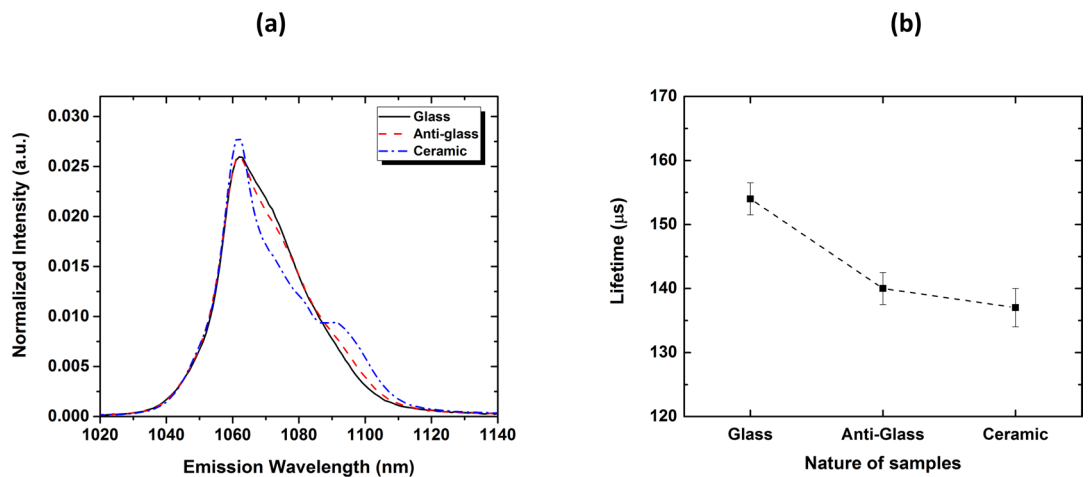 (a)
Normalized Intensity (a.u.)
0.030
0.025
0.020
0.015
0.010
0.005
0.000
Glass
Anti-glass
Ceramic
1020 1040 1060 1080 1100 1120 1140
Emission Wavelength (nm)
(b)
Lifetime (μs)
170
160
150
140
130
120
Glass Anti-Glass Ceramic
Nature of samples